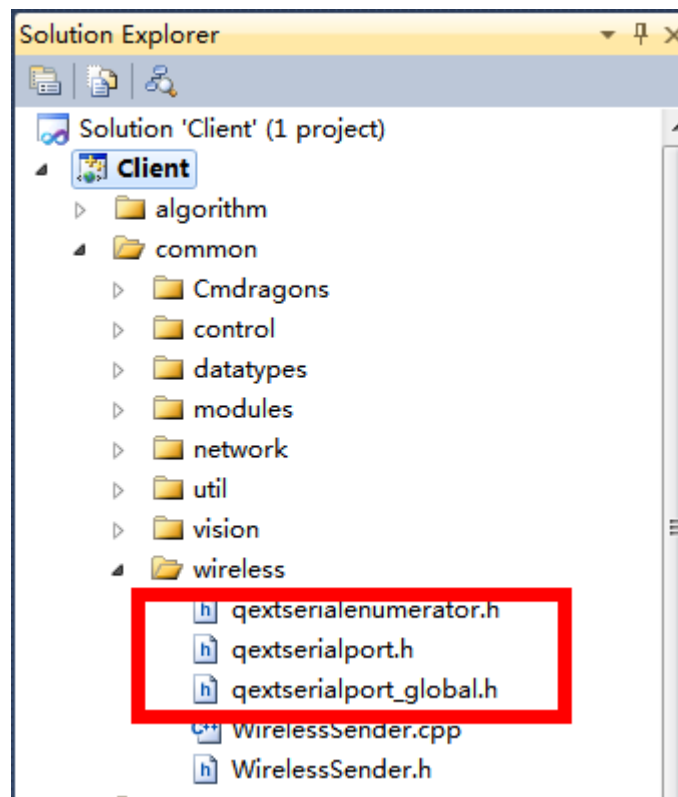 Solution Explorer
Solution 'Client' (1 project)
Client
algorithm
common
Cmdragons
control
datatypes
modules
network
util
vision
wireless
qextserialenumerator.h
qextserialport.h
qextserialport_global.h
WirelessSender.cpp
WirelessSender.h